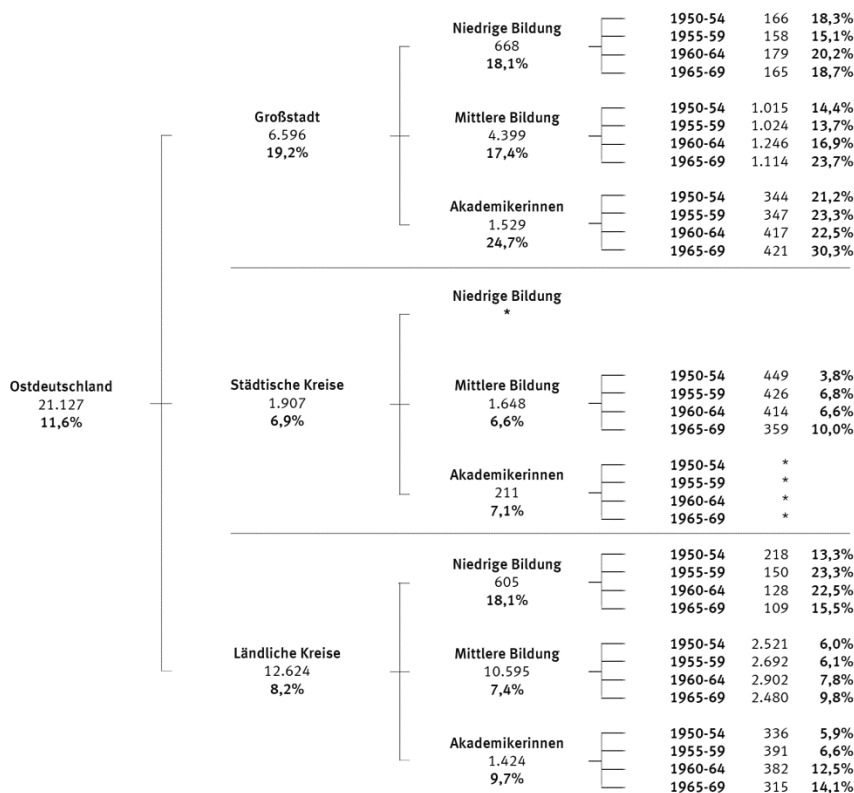 Ostdeutschland
21.127
11,6%
Großstadt
6.596
19,2%
Niedrige Bildung
668
18,1%
1950-54 166 18,3%
1955-59 158 15,1%
1960-64 179 20,2%
1965-69 165 18,7%
Mittlere Bildung
4.399
17,4%
1950-54 1.015 14,4%
1955-59 1.024 13,7%
1960-64 1.246 16,9%
1965-69 1.114 23,7%
Akademikerinnen
1.529
24,7%
1950-54 344 21,2%
1955-59 347 23,3%
1960-64 417 22,5%
1965-69 421 30,3%
Städtische Kreise
1.907
6,9%
Niedrige Bildung
*
Mittlere Bildung
1.648
6,6%
1950-54 449 3,8%
1955-59 426 6,8%
1960-64 414 6,6%
1965-69 359 10,0%
Akademikerinnen
211
7,1%
1950-54 *
1955-59 *
1960-64 *
1965-69 *
Ländliche Kreise
12.624
8,2%
Niedrige Bildung
605
18,1%
1950-54 218 13,3%
1955-59 150 23,3%
1960-64 128 22,5%
1965-69 109 15,5%
Mittlere Bildung
10.595
7,4%
1950-54 2.521 6,0%
1955-59 2.692 6,1%
1960-64 2.902 7,8%
1965-69 2.480 9,8%
Akademikerinnen
1.424
9,7%
1950-54 336 5,9%
1955-59 391 6,6%
1960-64 382 12,5%
1965-69 315 14,1%